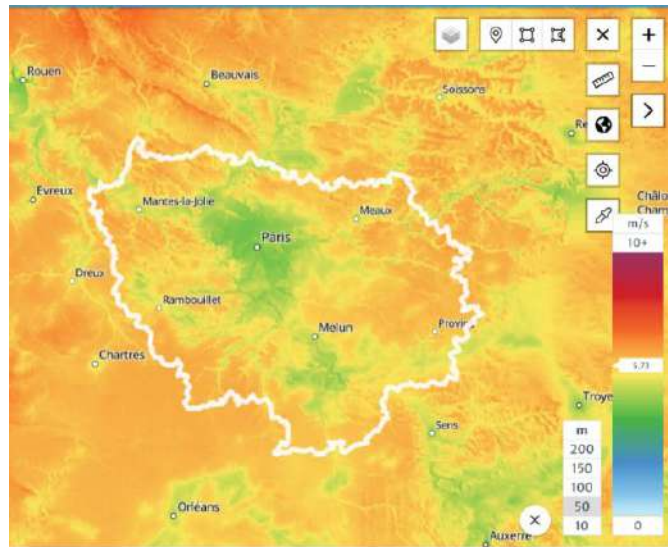 Rouen
Beauvais
Soissons
Re
Evreux
Mantes-la-Jolie
Meaux
Châlo
Cham
Paris
m/s
10+
Dreux
Rambouillet
Melun
Provin
5.73
Chartres
Troye
Sens
m
200
150
100
50
10
0
Orléans
Auxerre